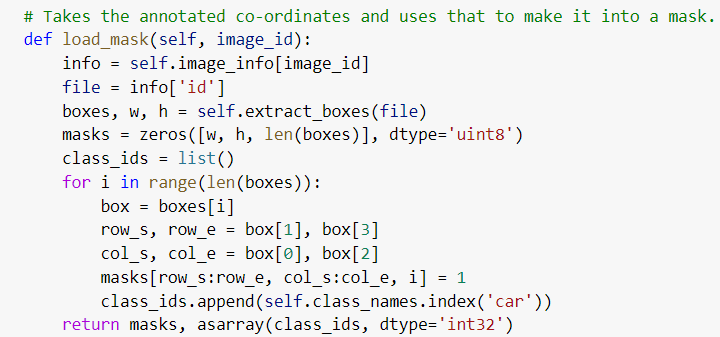 # Takes the annotated co-ordinates and uses that to make it into a mask.
def load_mask(self, image_id):
    info = self.image_info[image_id]
    file = info['id']
    boxes, w, h = self.extract_boxes(file)
    masks = zeros([w, h, len(boxes)], dtype='uint8')
    class_ids = list()
    for i in range(len(boxes)):
        box = boxes[i]
        row_s, row_e = box[1], box[3]
        col_s, col_e = box[0], box[2]
        masks[row_s:row_e, col_s:col_e, i] = 1
        class_ids.append(self.class_names.index('car'))
    return masks, asarray(class_ids, dtype='int32')